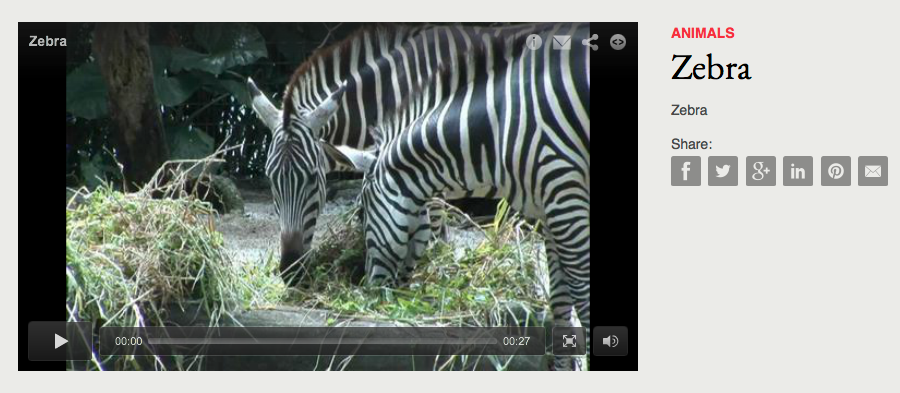 Zebra
00:00
00:27
ANIMALS
Zebra
Zebra
Share: